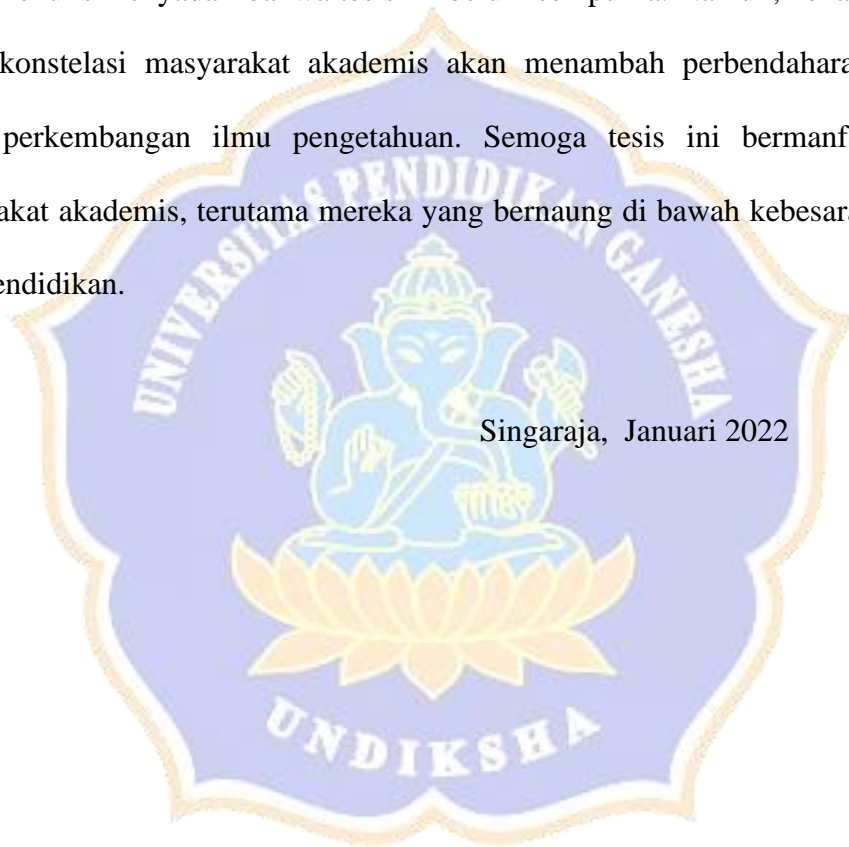 konstelasi masyarakat akademis akan menambah perbendahara
perkembangan ilmu pengetahuan. Semoga tesis ini bermanf
akat akademis, terutama mereka yang bernaung di bawah kebesara
endidikan.
UNIVERSITAS PENDIDIKAN GANESHA
Singaraja, Januari 2022
UNDIKSHA